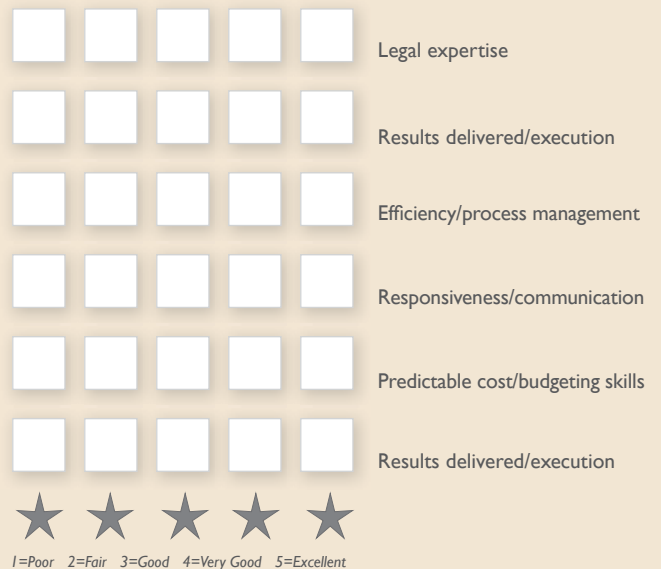 Legal expertise
Results delivered/execution
Efficiency/process management
Responsiveness/communication
Predictable cost/budgeting skills
Results delivered/execution
1=Poor 2=Fair 3=Good 4=Very Good 5=Excellent